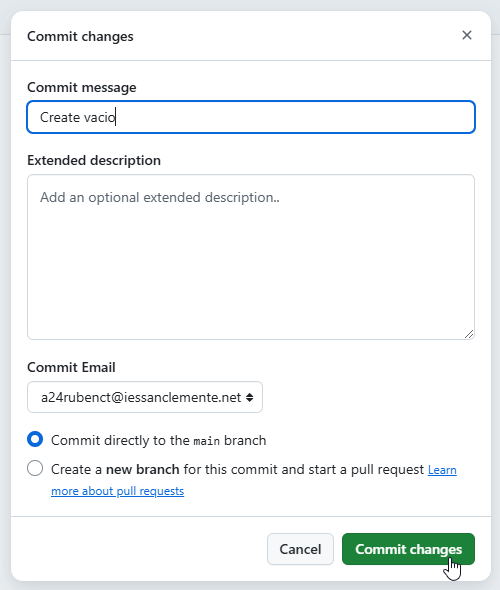 Commit changes
Commit message
Create vacio
Extended description
Add an optional extended description..
Commit Email
a24rubenct@iessanclemente.net
Commit directly to the main branch
Create a new branch for this commit and start a pull request Learn
more about pull requests
Cancel
Commit changes